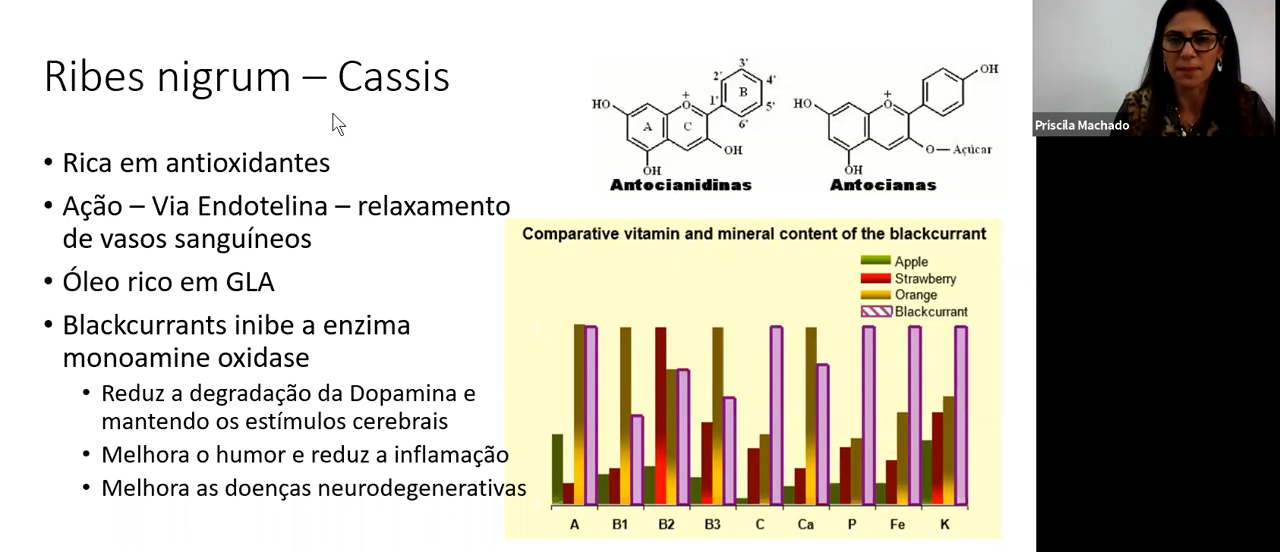 Ribes nigrum – Cassis
• Rica em antioxidantes
• Ação – Via Endotelina – relaxamento
de vasos sanguíneos
• Óleo rico em GLA
• Blackcurrants inibe a enzima
monoamine oxidase
• Reduz a degradação da Dopamina e
mantendo os estímulos cerebrais
• Melhora o humor e reduz a inflamação
• Melhora as doenças neurodegenerativas
3'
2' 4'
HO + 1' B
O 5'
A C 6'
OH
OH
Antocianidinas
OH
HO +
O
O—Açúcar
OH
Antocianas
Comparative vitamin and mineral content of the blackcurrant
Apple
Strawberry
Orange
Blackcurrant
A B1 B2 B3 C Ca P Fe K
Priscila Machado